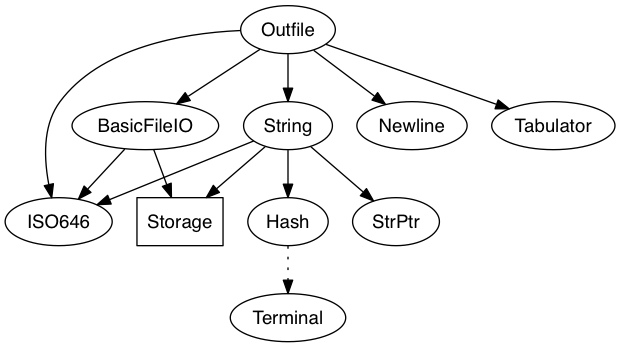 Outfile
BasicFileIO
String
Newline
Tabulator
ISO646
Storage
Hash
StrPtr
Terminal